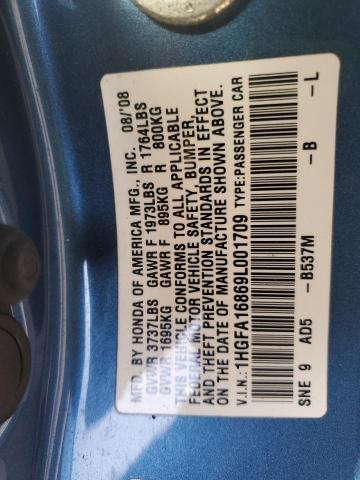 MFD. BY HONDA OF AMERICA MFG., INC. 08/'08
GVWR 3737LBS GAWR F 1973LBS R 1764LBS
GVWR 1695KG GAWR F 895KG R 800KG
THIS VEHICLE CONFORMS TO ALL APPLICABLE
FEDERAL MOTOR VEHICLE SAFETY, BUMPER,
AND THEFT PREVENTION STANDARDS IN EFFECT
ON THE DATE OF MANUFACTURE SHOWN ABOVE.
V.I.N.: 1HGFA16869L001709 TYPE:PASSENGER CAR
SNE 9 AD5 -B537M -B -L